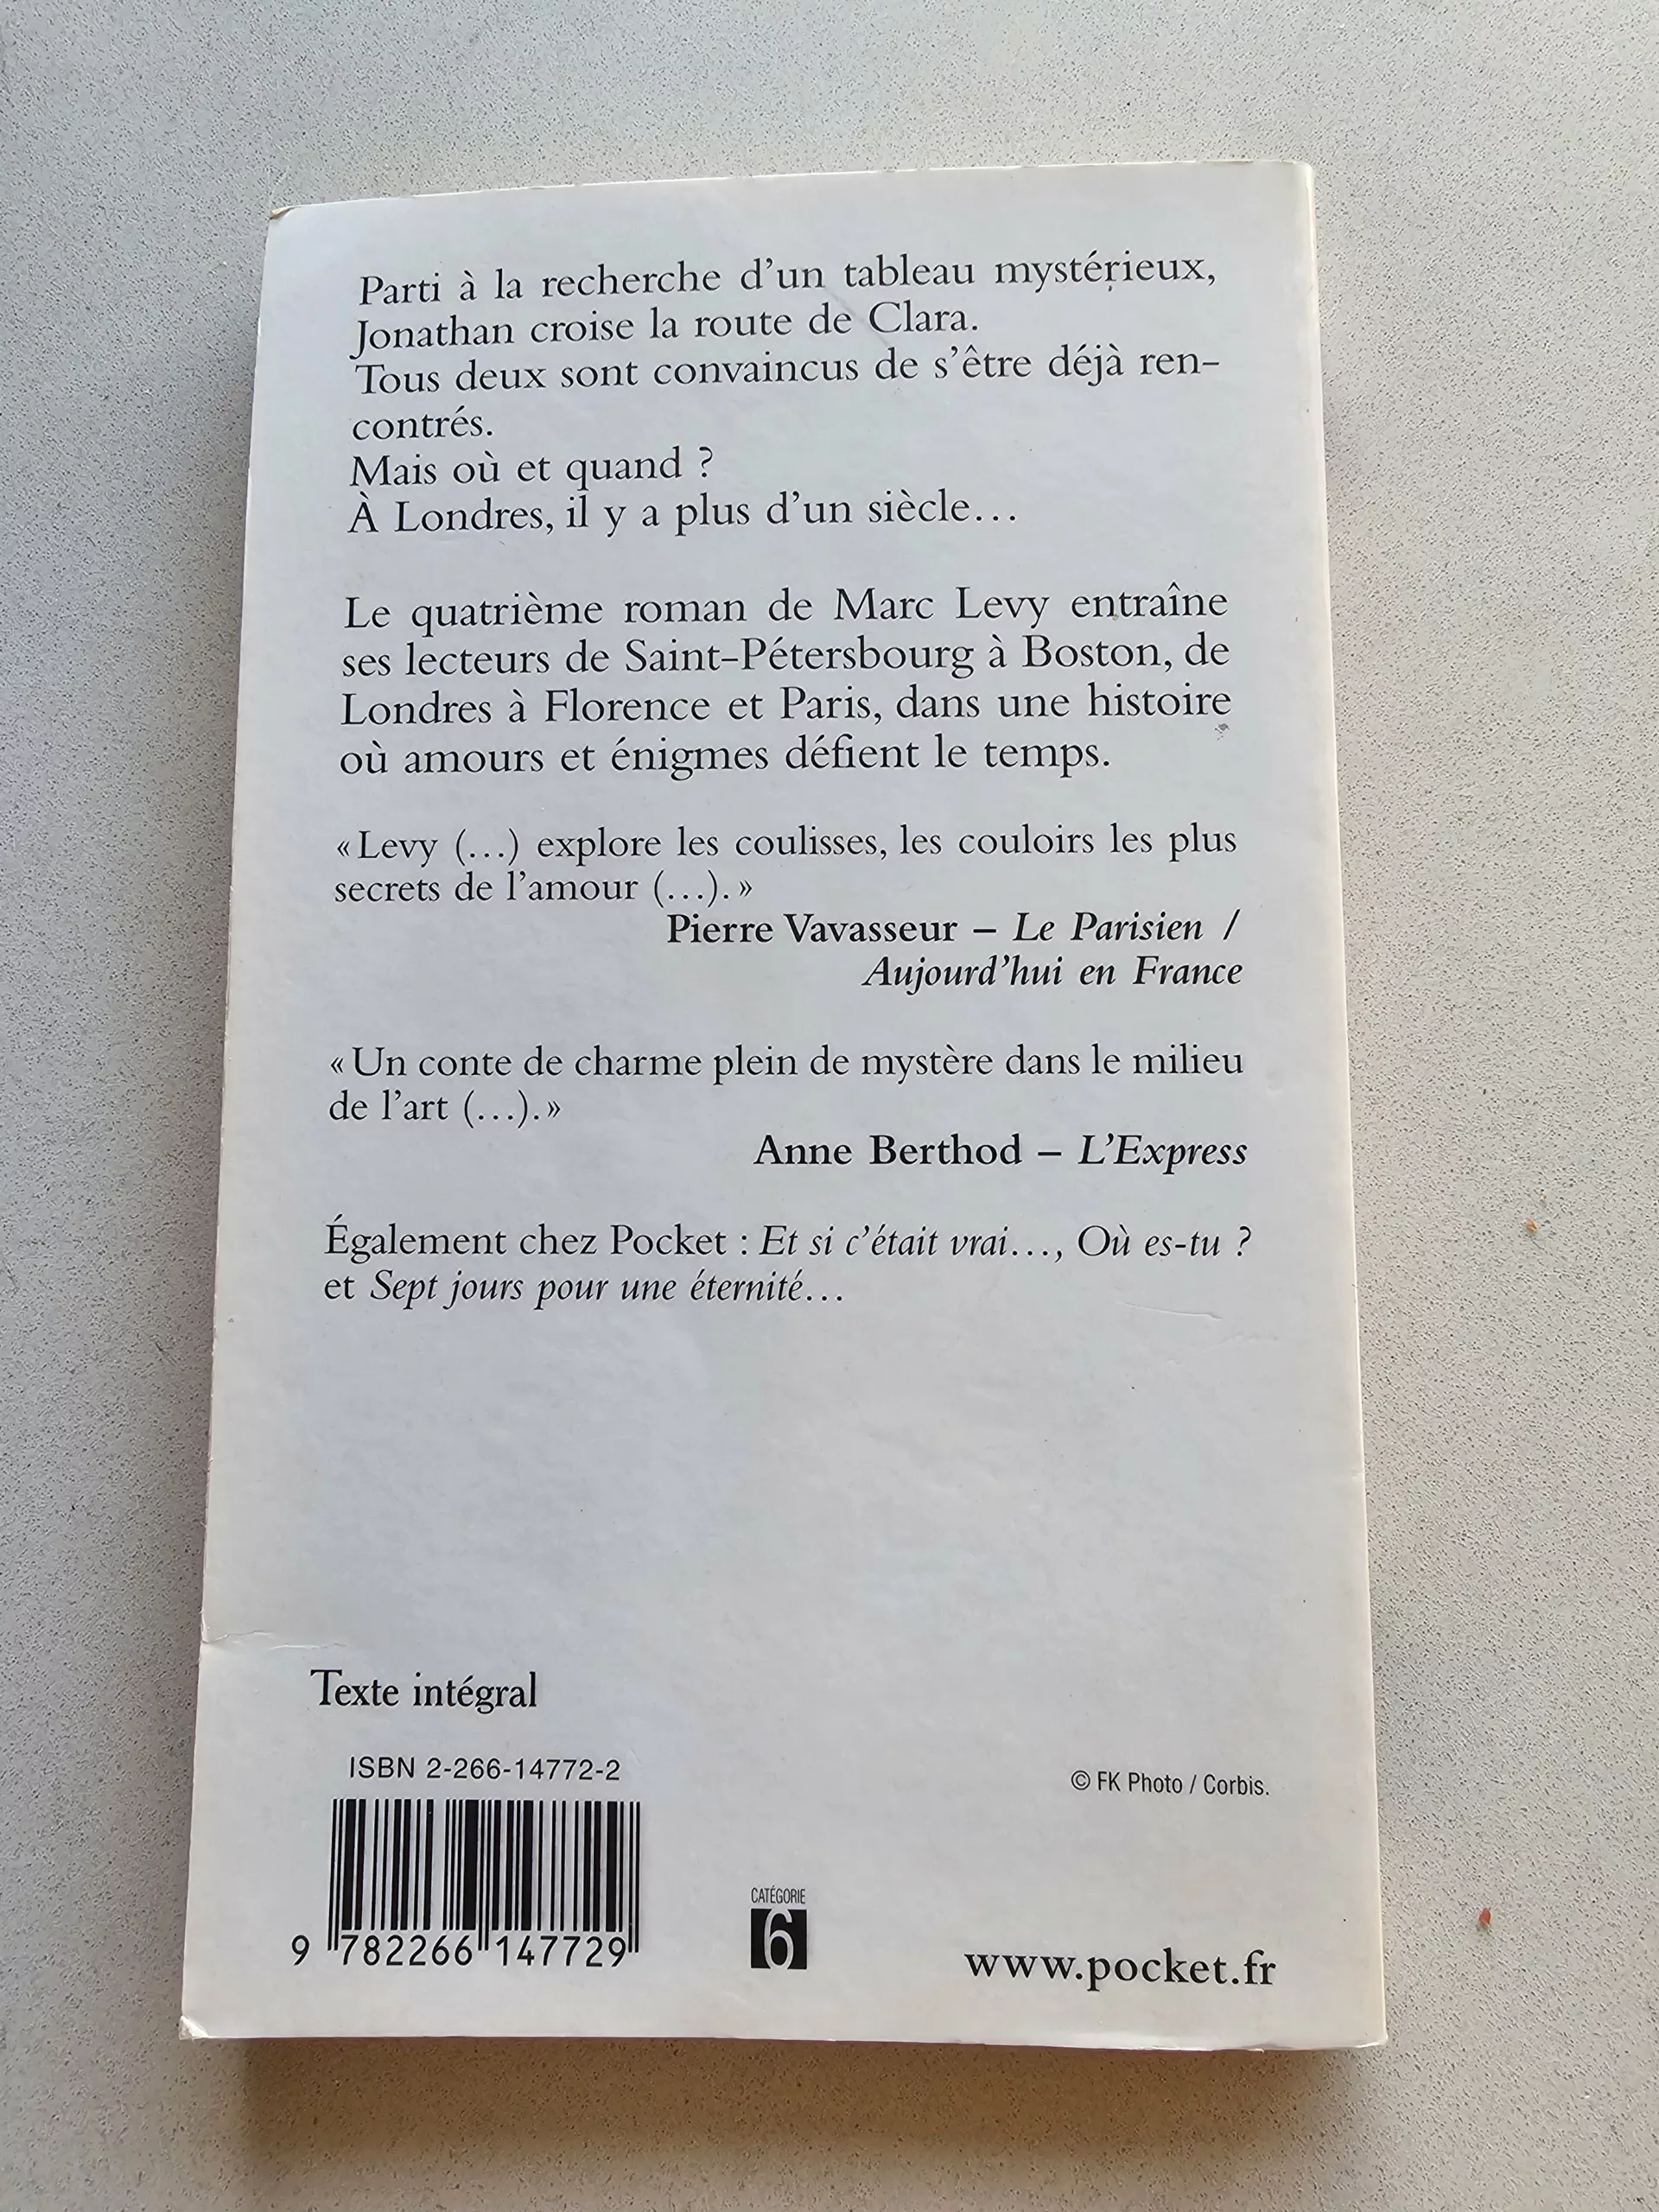 Parti à la recherche d'un tableau mystérieux,
Jonathan croise la route de Clara.
Tous deux sont convaincus de s'être déjà ren-
contrés.
Mais où et quand ?
À Londres, il y a plus d'un siècle…
Le quatrième roman de Marc Levy entraîne
ses lecteurs de Saint-Pétersbourg à Boston, de
Londres à Florence et Paris, dans une histoire
où amours et énigmes défient le temps.
« Levy (…) explore les coulisses, les couloirs les plus
secrets de l'amour (…). »
Pierre Vavasseur – Le Parisien /
Aujourd'hui en France
« Un conte de charme plein de mystère dans le milieu
de l'art (…). »
Anne Berthod – L'Express
Également chez Pocket : Et si c'était vrai…, Où es-tu ?
et Sept jours pour une éternité…
Texte intégral
ISBN 2-266-14772-2
© FK Photo / Corbis.
9 782266 147729
CATÉGORIE
6
www.pocket.fr